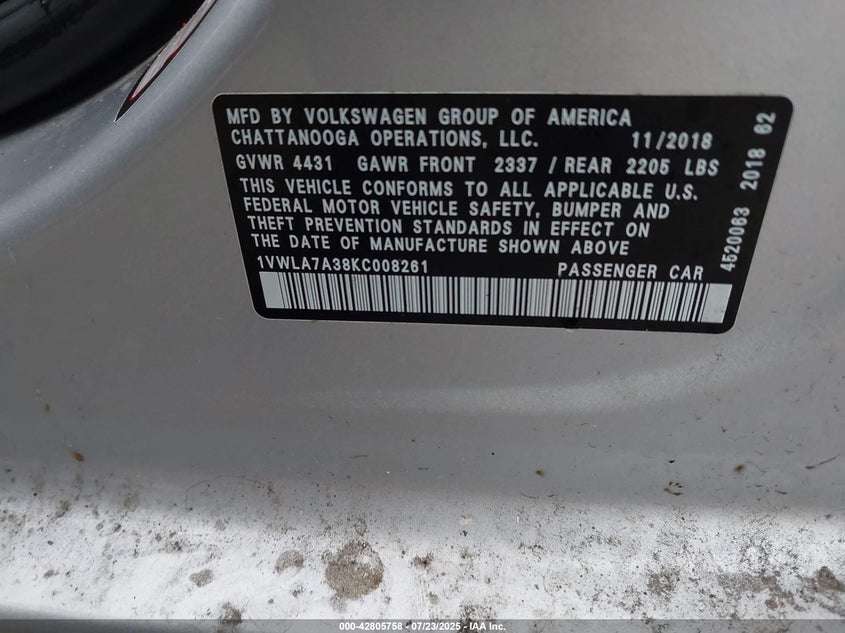 MFD BY VOLKSWAGEN GROUP OF AMERICA
CHATTANOOGA OPERATIONS, LLC. 11/2018
GVWR 4431 GAWR FRONT 2337 / REAR 2205 LBS
THIS VEHICLE CONFORMS TO ALL APPLICABLE U.S.
FEDERAL MOTOR VEHICLE SAFETY, BUMPER AND
THEFT PREVENTION STANDARDS IN EFFECT ON
THE DATE OF MANUFACTURE SHOWN ABOVE
1VWLA7A38KC008261 PASSENGER CAR
4520063 2018 62
000-42805758 - 07/23/2025 - IAA Inc.